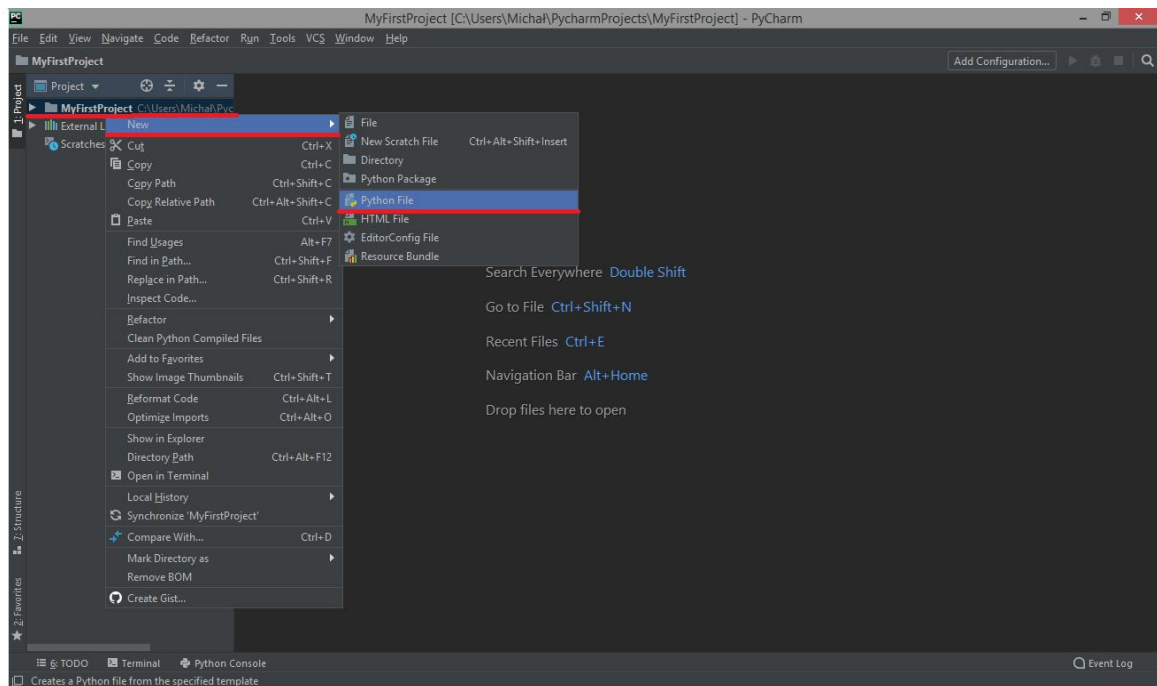 PC
MyFirstProject [C:\Users\Michał\PycharmProjects\MyFirstProject] - PyCharm
File Edit View Navigate Code Refactor Run Tools VCS Window Help
MyFirstProject
Add Configuration...
1: Project
Project
MyFirstProject C:\Users\Michał\Pyc
External L
Scratches
New
Cut Ctrl+X
Copy Ctrl+C
Copy Path Ctrl+Shift+C
Copy Relative Path Ctrl+Alt+Shift+C
Paste Ctrl+V
Find Usages Alt+F7
Find in Path... Ctrl+Shift+F
Replace in Path... Ctrl+Shift+R
Inspect Code...
Refactor
Clean Python Compiled Files
Add to Favorites
Show Image Thumbnails Ctrl+Shift+T
Reformat Code Ctrl+Alt+L
Optimize Imports Ctrl+Alt+O
Show in Explorer
Directory Path Ctrl+Alt+F12
Open in Terminal
Local History
Synchronize 'MyFirstProject'
Compare With... Ctrl+D
Mark Directory as
Remove BOM
Create Gist...
File
New Scratch File Ctrl+Alt+Shift+Insert
Directory
Python Package
Python File
HTML File
EditorConfig File
Resource Bundle
Search Everywhere Double Shift
Go to File Ctrl+Shift+N
Recent Files Ctrl+E
Navigation Bar Alt+Home
Drop files here to open
7: Structure
2: Favorites
6: TODO Terminal Python Console
Event Log
Creates a Python file from the specified template